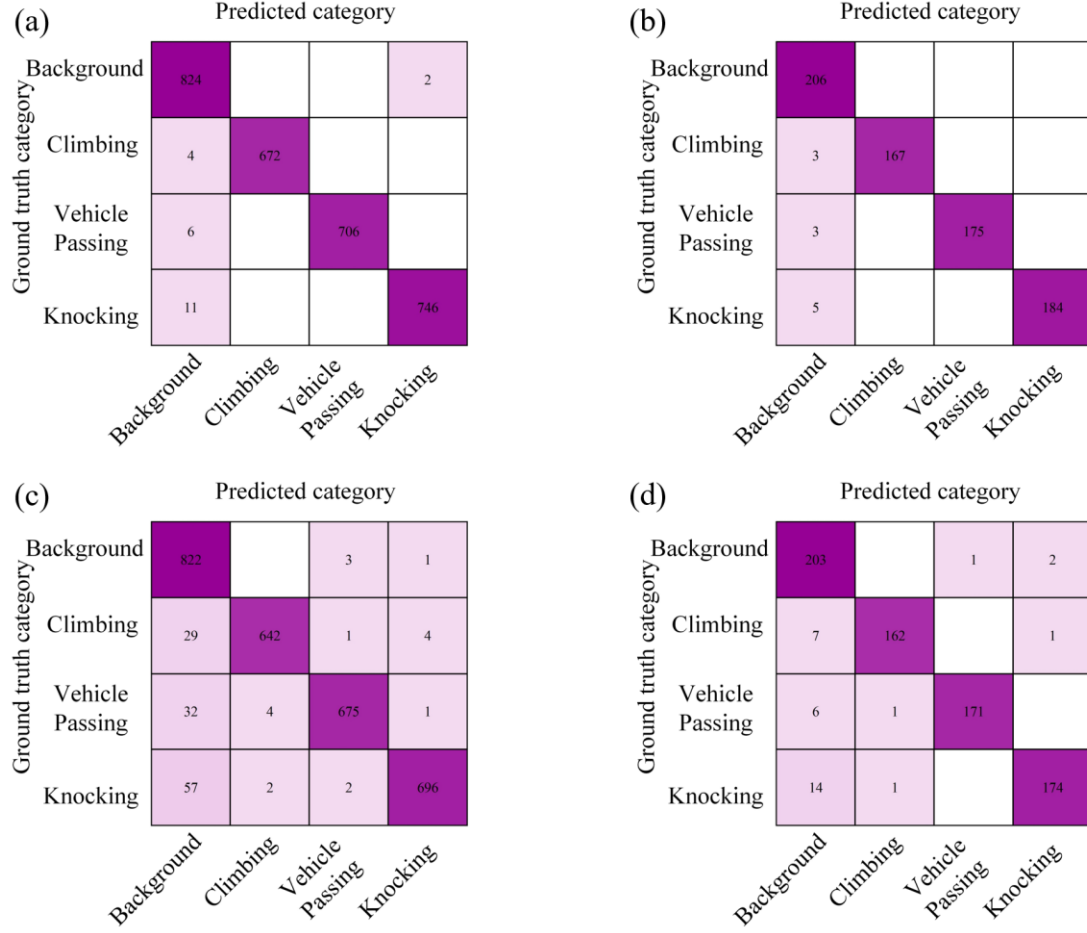 (a)
Predicted category
Ground truth category
Background
824
2
Climbing
4
672
Vehicle
Passing
6
706
Knocking
11
746
Background
Climbing
Vehicle
Passing
Knocking
(b)
Predicted category
Ground truth category
Background
206
Climbing
3
167
Vehicle
Passing
3
175
Knocking
5
184
Background
Climbing
Vehicle
Passing
Knocking
(c)
Predicted category
Ground truth category
Background
822
3
1
Climbing
29
642
1
4
Vehicle
Passing
32
4
675
1
Knocking
57
2
2
696
Background
Climbing
Vehicle
Passing
Knocking
(d)
Predicted category
Ground truth category
Background
203
1
2
Climbing
7
162
1
Vehicle
Passing
6
1
171
Knocking
14
1
174
Background
Climbing
Vehicle
Passing
Knocking